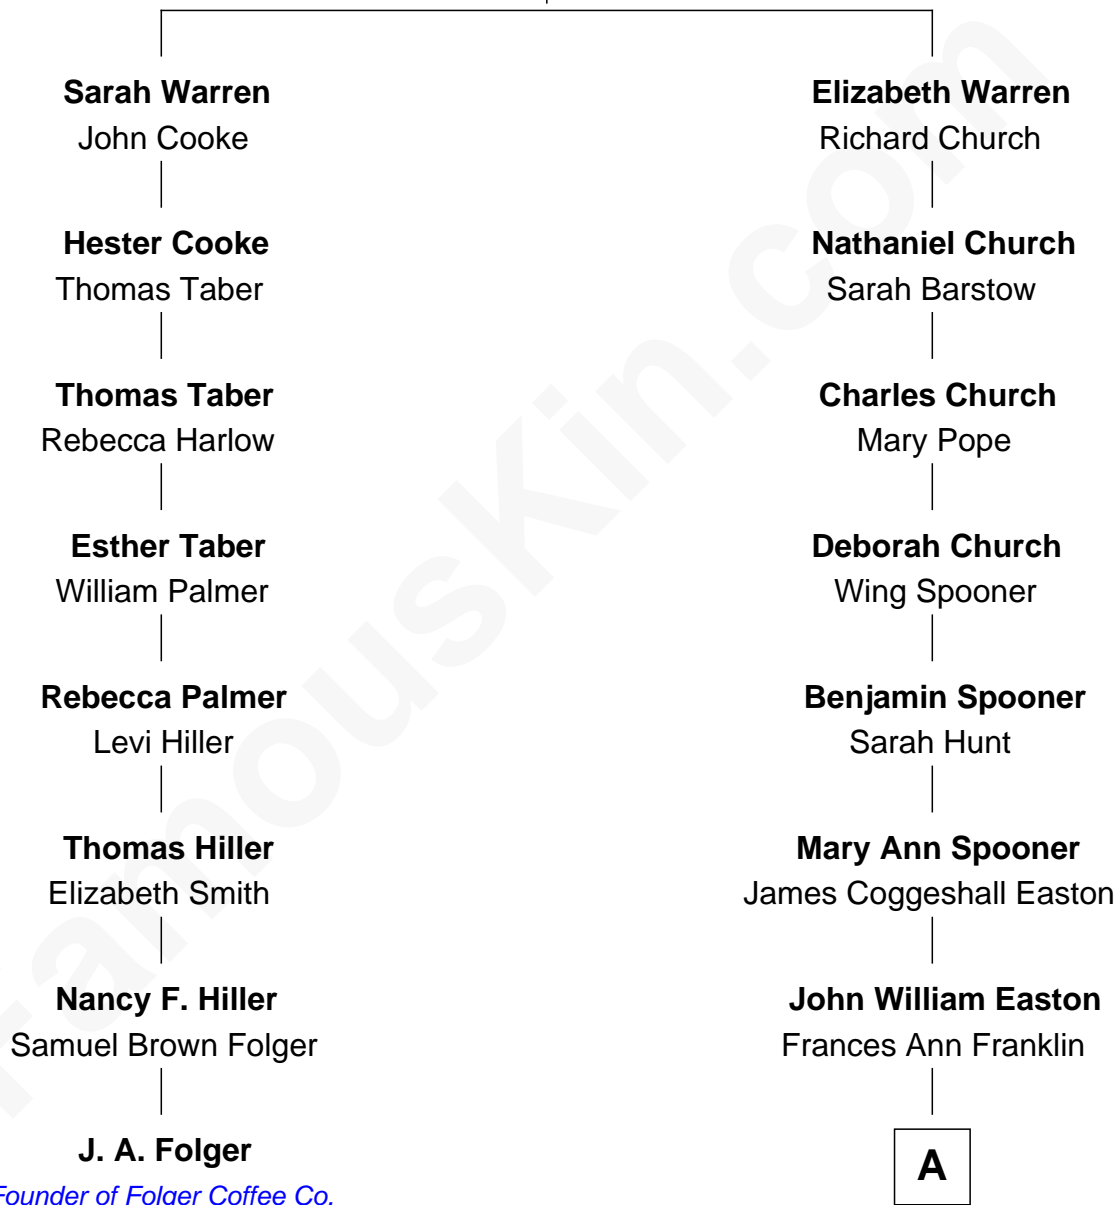 Sarah Warren
John Cooke
Hester Cooke
Thomas Taber
Thomas Taber
Rebecca Harlow
Esther Taber
William Palmer
Rebecca Palmer
Levi Hiller
Thomas Hiller
Elizabeth Smith
Nancy F. Hiller
Samuel Brown Folger
J. A. Folger
Founder of Folger Coffee Co.
Elizabeth Warren
Richard Church
Nathaniel Church
Sarah Barstow
Charles Church
Mary Pope
Deborah Church
Wing Spooner
Benjamin Spooner
Sarah Hunt
Mary Ann Spooner
James Coggeshall Easton
John William Easton
Frances Ann Franklin
A
FamousKin.com